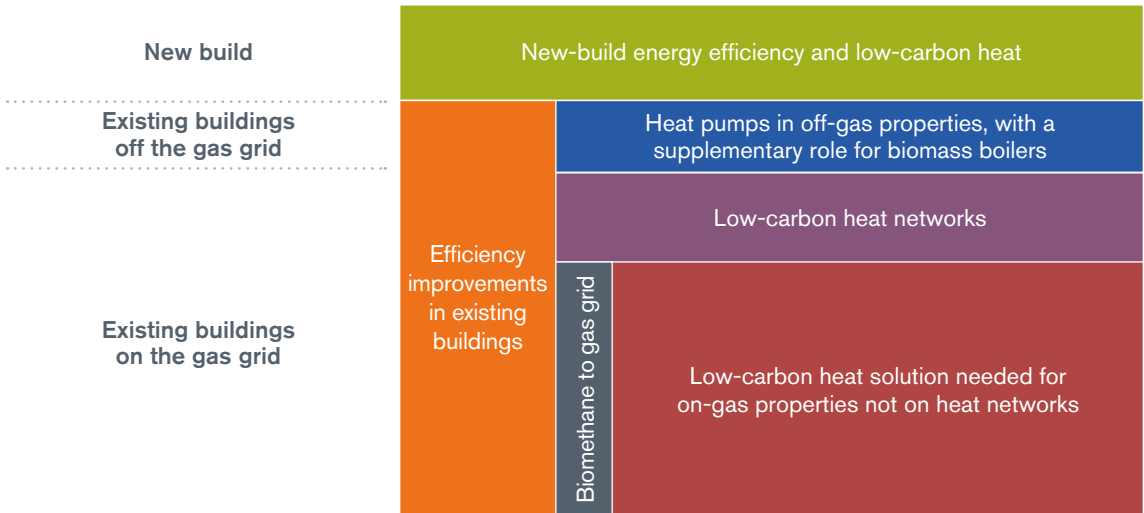 New build
New-build energy efficiency and low-carbon heat
Existing buildings
off the gas grid
Heat pumps in off-gas properties, with a
supplementary role for biomass boilers
Low-carbon heat networks
Efficiency
improvements
in existing
buildings
Existing buildings
on the gas grid
Biomethane to gas grid
Low-carbon heat solution needed for
on-gas properties not on heat networks